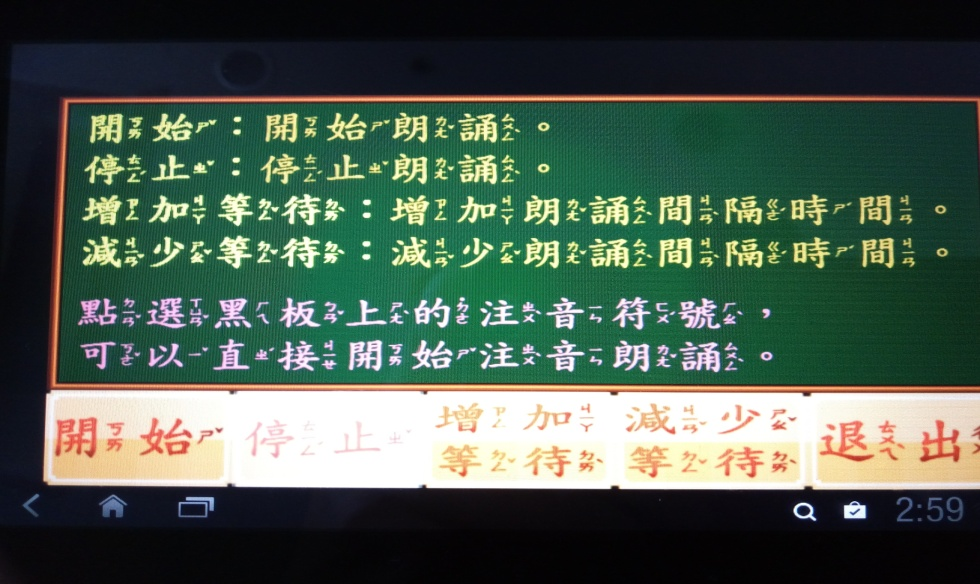 開始：開始朗誦。
停止：停止朗誦。
增加等待：增加朗誦間隔時間。
減少等待：減少朗誦間隔時間。
點選黑板上的注音符號，
可以直接開始注音朗誦。
開始
停止
增加
等待
減少
等待
退出
2:59